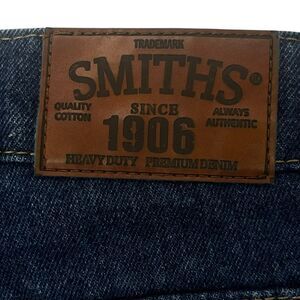 TRADEMARK
SMITHS®
QUALITY COTTON SINCE 1906 ALWAYS AUTHENTIC
HEAVY DUTY PREMIUM DENIM